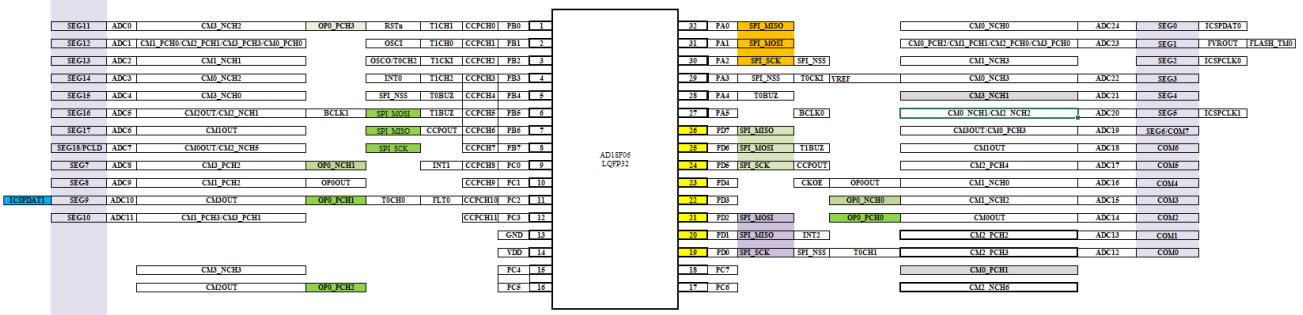 SEG11 ADC0 CM3_NCH2 OP0_PCH3 RSTn T1CH1 CCPCH0 PB0 1 32 PA0 SPI_MISO CM0_NCH0 ADC24 SEG0 ICSPDAT0
SEG12 ADC1 CM1_PCH0/CM2_PCH1/CM3_PCH3/CM0_PCH0 OSCI T1CH0 CCPCH1 PB1 2 31 PA1 SPI_MOSI CM0_PCH2/CM1_PCH1/CM2_PCH0/CM3_PCH0 ADC23 SEG1 FVROUT FLASH_TM0
SEG13 ADC2 CM1_NCH1 OSCO/T0CH2 T1CKI CCPCH2 PB2 3 30 PA2 SPI_SCK SPI_NSS CM1_NCH3 SEG2 ICSPCLK0
SEG14 ADC3 CM0_NCH2 INT0 T1CH2 CCPCH3 PB3 4 29 PA3 SPI_NSS T0CKI VREF CM0_NCH3 ADC22 SEG3
SEG15 ADC4 CM3_NCH0 SPI_NSS T0BUZ CCPCH4 PB4 5 28 PA4 T0BUZ CM3_NCH1 ADC21 SEG4
SEG16 ADC5 CM2OUT/CM2_NCH1 BCLK1 SPI_MOSI T1BUZ CCPCH5 PB5 6 27 PA5 BCLK0 CM0_NCH1/CM2_NCH2 ADC20 SEG5 ICSPCLK1
SEG17 ADC6 CM1OUT SPI_MISO CCPOUT CCPCH6 PB6 7 26 PD7 SPI_MISO CM3OUT/CM0_PCH3 ADC19 SEG6/COM7
SEG18/PCLD ADC7 CM0OUT/CM2_NCH5 SPI_SCK CCPCH7 PB7 8 25 PD6 SPI_MOSI T1BUZ CM1OUT ADC18 COM6
AD18F06
LQFP32
SEG7 ADC8 CM3_PCH2 OP0_NCH1 INT1 CCPCH8 PC0 9 24 PD5 SPI_SCK CCPOUT CM2_PCH4 ADC17 COM5
SEG8 ADC9 CM1_PCH2 OP0OUT CCPCH9 PC1 10 23 PD4 CKOE OP0OUT CM1_NCH0 ADC16 COM4
ICSPDAT1 SEG9 ADC10 CM3OUT OP0_PCH1 T0CH0 FLT0 CCPCH10 PC2 11 22 PD3 OP0_NCH0 CM1_NCH2 ADC15 COM3
SEG10 ADC11 CM1_PCH3/CM3_PCH1 CCPCH11 PC3 12 21 PD2 SPI_MOSI OP0_PCH0 CM0OUT ADC14 COM2
GND 13 20 PD1 SPI_MISO INT2 CM2_PCH2 ADC13 COM1
VDD 14 19 PD0 SPI_SCK SPI_NSS T0CH1 CM2_PCH3 ADC12 COM0
CM3_NCH3 PC4 15 18 PC7 CM0_PCH1
CM2OUT OP0_PCH2 PC5 16 17 PC6 CM2_NCH6